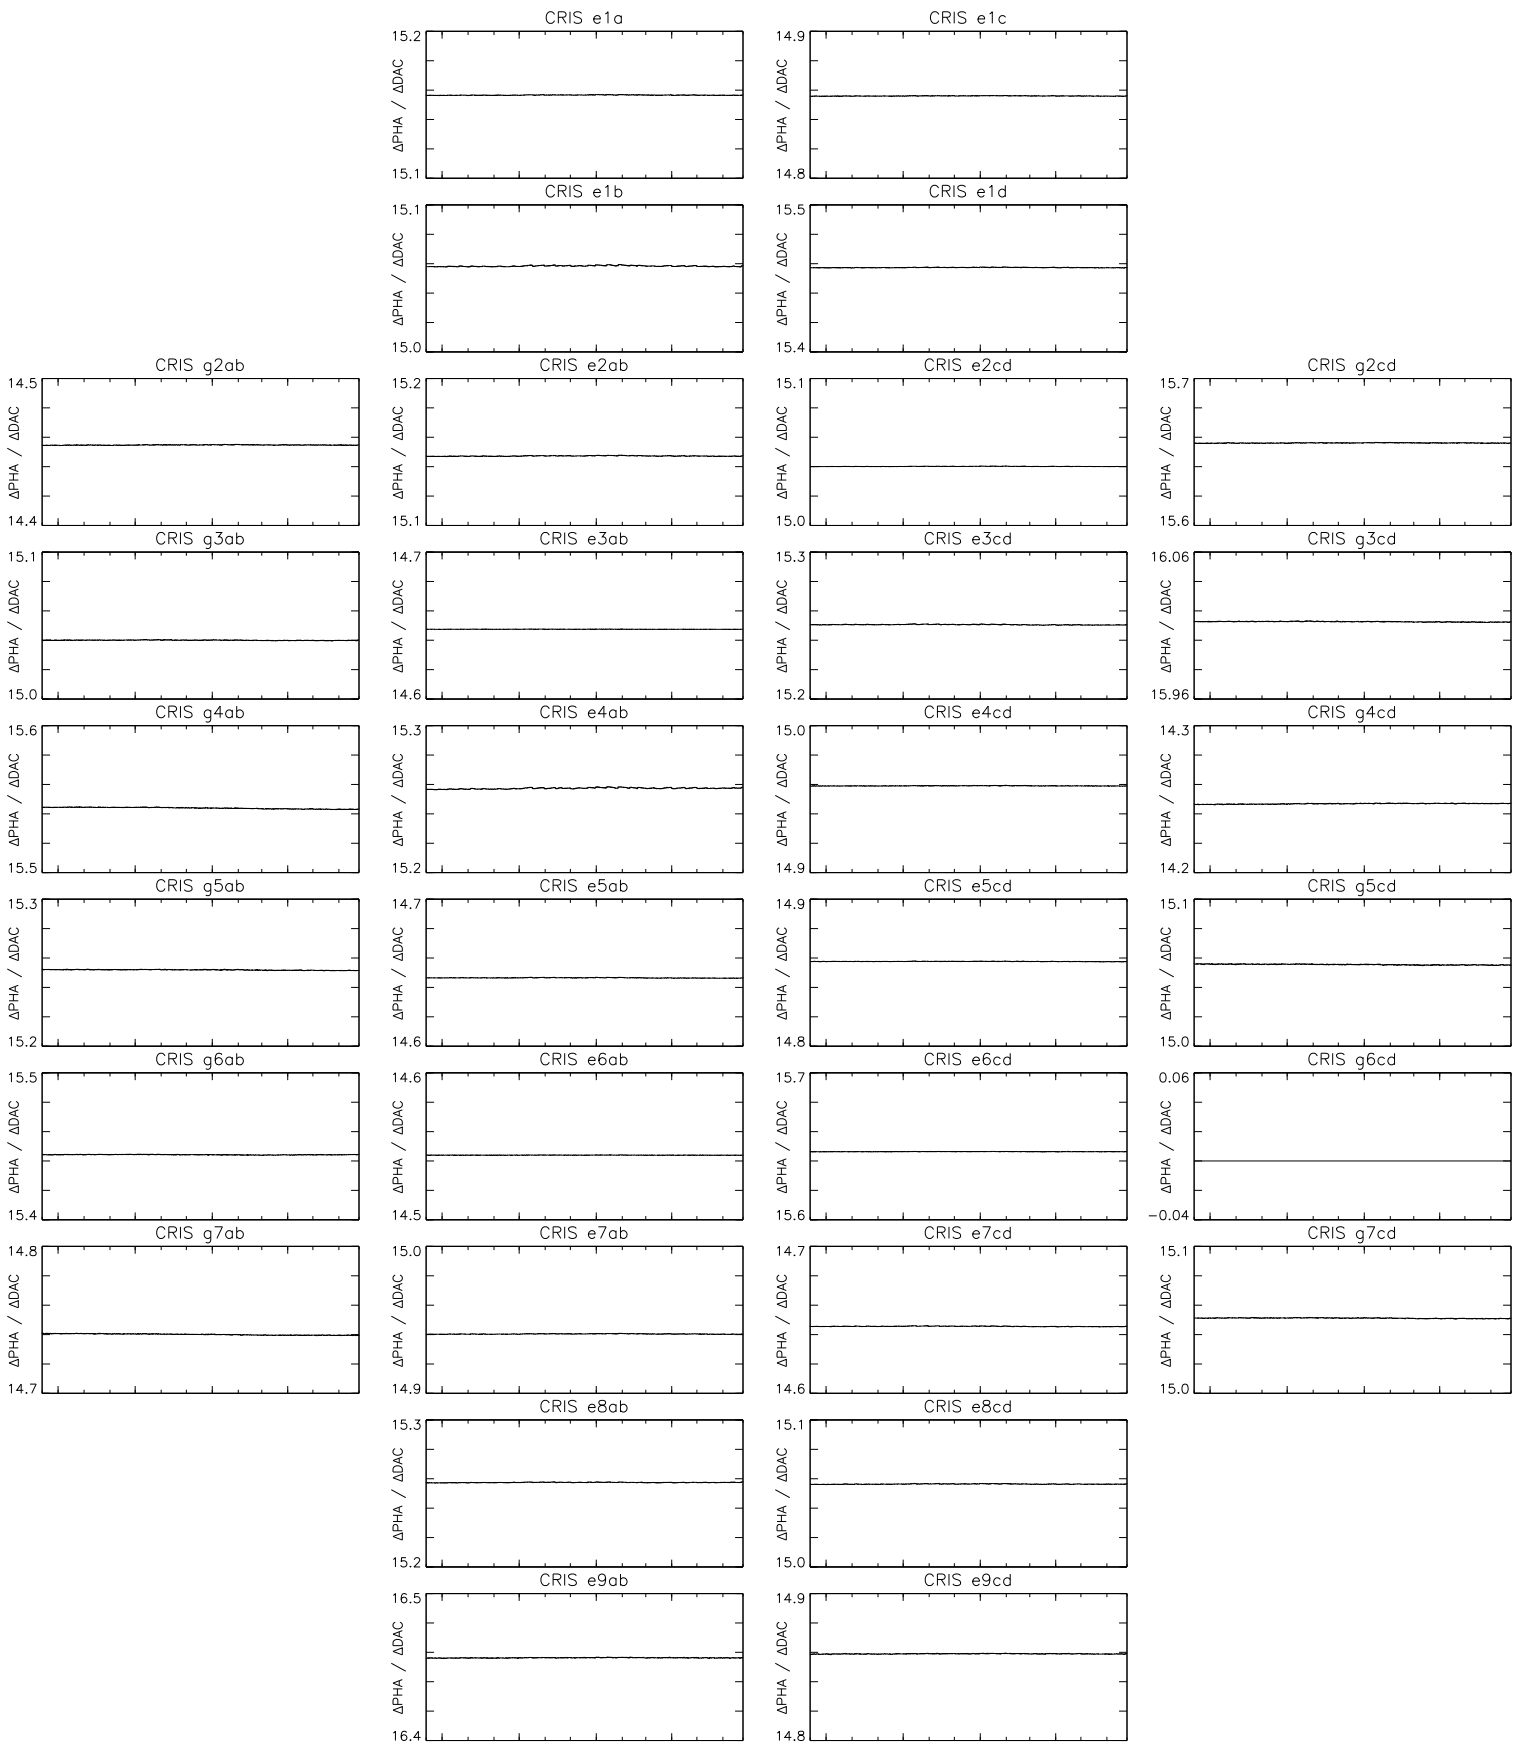 CRIS e1a
15.2
ΔPHA / ΔDAC
15.1
CRIS e1c
14.9
ΔPHA / ΔDAC
14.8
CRIS e1b
15.1
ΔPHA / ΔDAC
15.0
CRIS e1d
15.5
ΔPHA / ΔDAC
15.4
CRIS g2ab
14.5
ΔPHA / ΔDAC
14.4
CRIS e2ab
15.2
ΔPHA / ΔDAC
15.1
CRIS e2cd
15.1
ΔPHA / ΔDAC
15.0
CRIS g2cd
15.7
ΔPHA / ΔDAC
15.6
CRIS g3ab
15.1
ΔPHA / ΔDAC
15.0
CRIS e3ab
14.7
ΔPHA / ΔDAC
14.6
CRIS e3cd
15.3
ΔPHA / ΔDAC
15.2
CRIS g3cd
16.06
ΔPHA / ΔDAC
15.96
CRIS g4ab
15.6
ΔPHA / ΔDAC
15.5
CRIS e4ab
15.3
ΔPHA / ΔDAC
15.2
CRIS e4cd
15.0
ΔPHA / ΔDAC
14.9
CRIS g4cd
14.3
ΔPHA / ΔDAC
14.2
CRIS g5ab
15.3
ΔPHA / ΔDAC
15.2
CRIS e5ab
14.7
ΔPHA / ΔDAC
14.6
CRIS e5cd
14.9
ΔPHA / ΔDAC
14.8
CRIS g5cd
15.1
ΔPHA / ΔDAC
15.0
CRIS g6ab
15.5
ΔPHA / ΔDAC
15.4
CRIS e6ab
14.6
ΔPHA / ΔDAC
14.5
CRIS e6cd
15.7
ΔPHA / ΔDAC
15.6
CRIS g6cd
0.06
ΔPHA / ΔDAC
−0.04
CRIS g7ab
14.8
ΔPHA / ΔDAC
14.7
CRIS e7ab
15.0
ΔPHA / ΔDAC
14.9
CRIS e7cd
14.7
ΔPHA / ΔDAC
14.6
CRIS g7cd
15.1
ΔPHA / ΔDAC
15.0
CRIS e8ab
15.3
ΔPHA / ΔDAC
15.2
CRIS e8cd
15.1
ΔPHA / ΔDAC
15.0
CRIS e9ab
16.5
ΔPHA / ΔDAC
16.4
CRIS e9cd
14.9
ΔPHA / ΔDAC
14.8